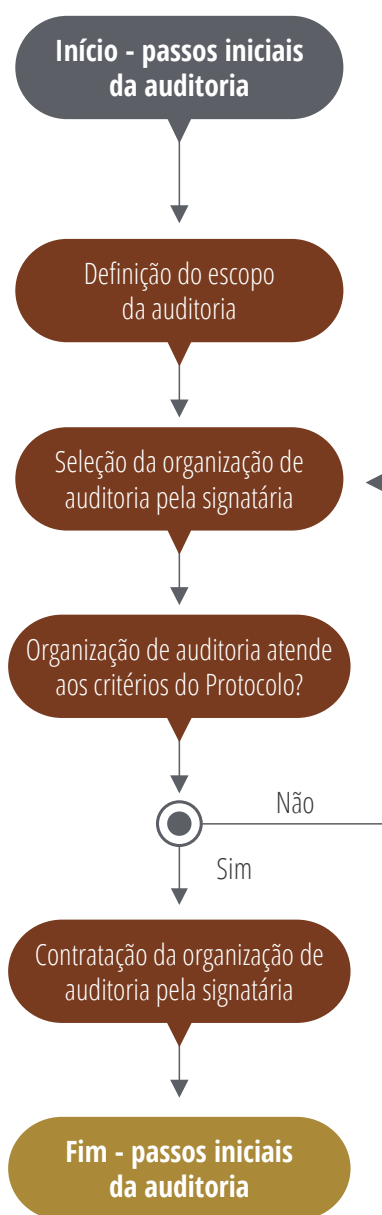 Início - passos iniciais
da auditoria
Definição do escopo
da auditoria
Seleção da organização de
auditoria pela signatária
Organização de auditoria atende
aos critérios do Protocolo?
Não
Sim
Contratação da organização de
auditoria pela signatária
Fim - passos iniciais
da auditoria